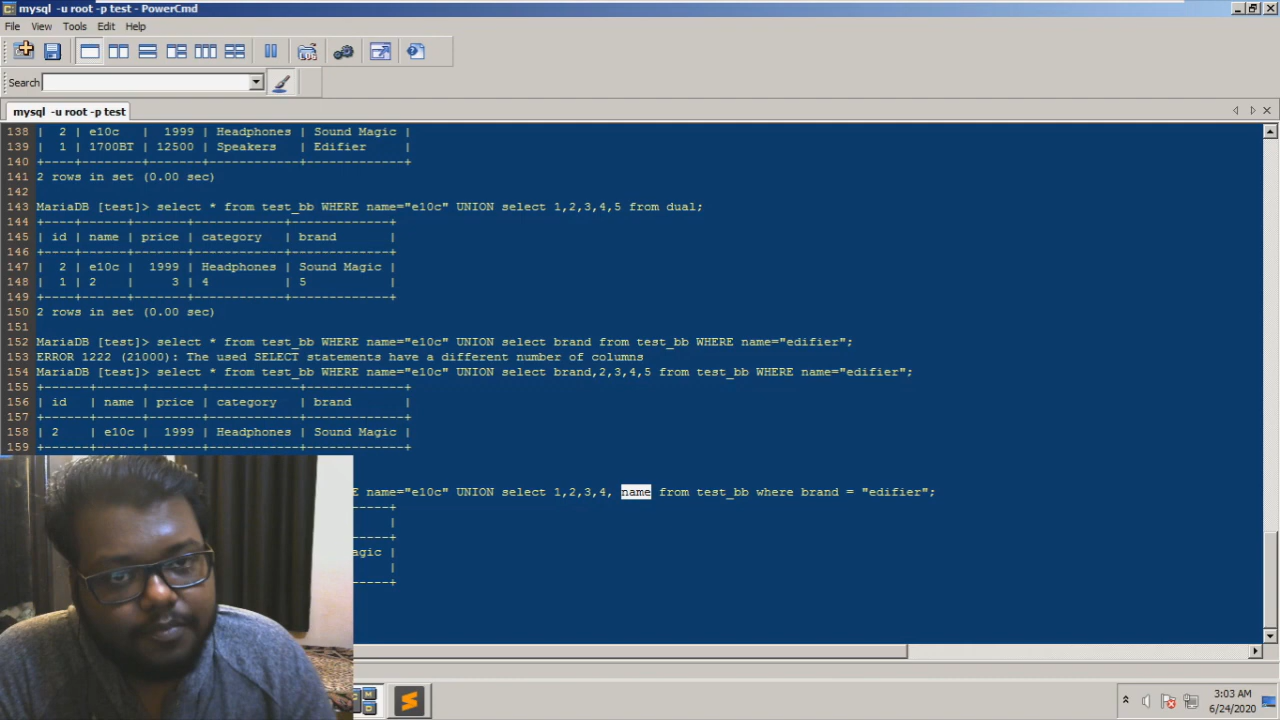 mysql -u root -p test - PowerCmd
File View Tools Edit Help
Search
mysql -u root -p test
138 | 2 | e10c | 1999 | Headphones | Sound Magic |
139 | 1 | 1700BT | 12500 | Speakers | Edifier |
140 +----+--------+-------+------------+-------------+
141 2 rows in set (0.00 sec)
142
143 MariaDB [test]> select * from test_bb WHERE name="e10c" UNION select 1,2,3,4,5 from dual;
144 +----+------+-------+------------+-------------+
145 | id | name | price | category | brand |
146 +----+------+-------+------------+-------------+
147 | 2 | e10c | 1999 | Headphones | Sound Magic |
148 | 1 | 2 | 3 | 4 | 5 |
149 +----+------+-------+------------+-------------+
150 2 rows in set (0.00 sec)
151
152 MariaDB [test]> select * from test_bb WHERE name="e10c" UNION select brand from test_bb WHERE name="edifier";
153 ERROR 1222 (21000): The used SELECT statements have a different number of columns
154 MariaDB [test]> select * from test_bb WHERE name="e10c" UNION select brand,2,3,4,5 from test_bb WHERE name="edifier";
155 +------+------+-------+------------+-------------+
156 | id | name | price | category | brand |
157 +------+------+-------+------------+-------------+
158 | 2 | e10c | 1999 | Headphones | Sound Magic |
159 +------+------+-------+------------+-------------+
E name="e10c" UNION select 1,2,3,4, name from test_bb where brand = "edifier";
-----+
|
-----+
agic |
|
-----+
3:03 AM
6/24/2020